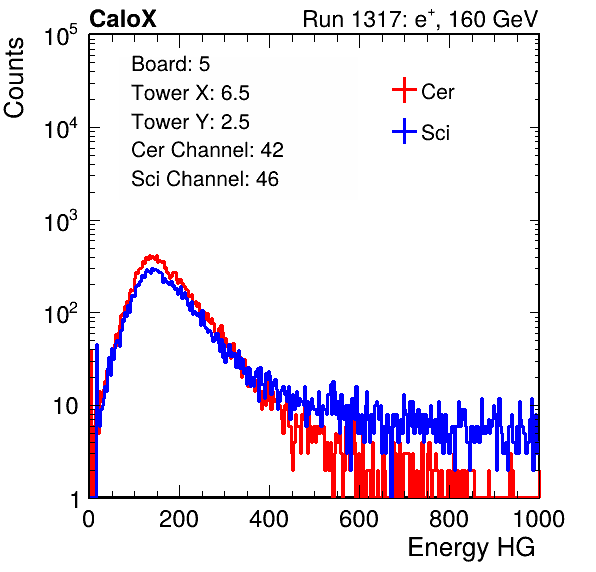 CaloX Run 1317: e⁺, 160 GeV
Counts
Board: 5
Tower X: 6.5
Tower Y: 2.5
Cer Channel: 42
Sci Channel: 46
Cer
Sci
10⁵
10⁴
10³
10²
10
1
0 200 400 600 800 1000
Energy HG